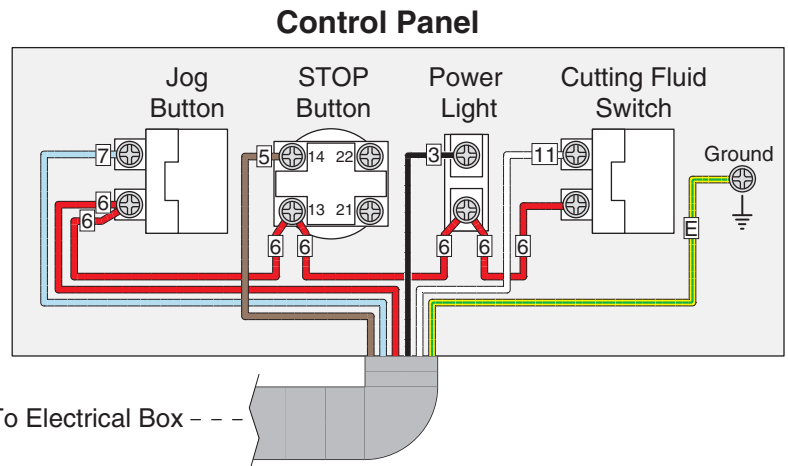 Control Panel
Jog
Button
STOP
Button
Power
Light
Cutting Fluid
Switch
Ground
7
6
6
5
14
22
13
21
6
6
3
6
6
11
6
E
To Electrical Box